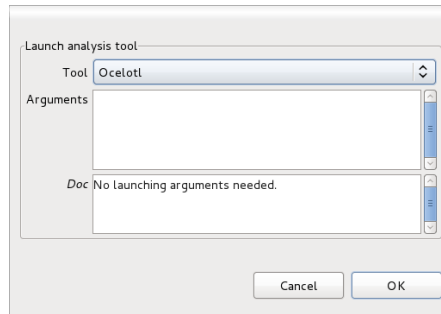 Launch analysis tool
Tool Ocelotl
Arguments
Doc No launching arguments needed.
Cancel OK